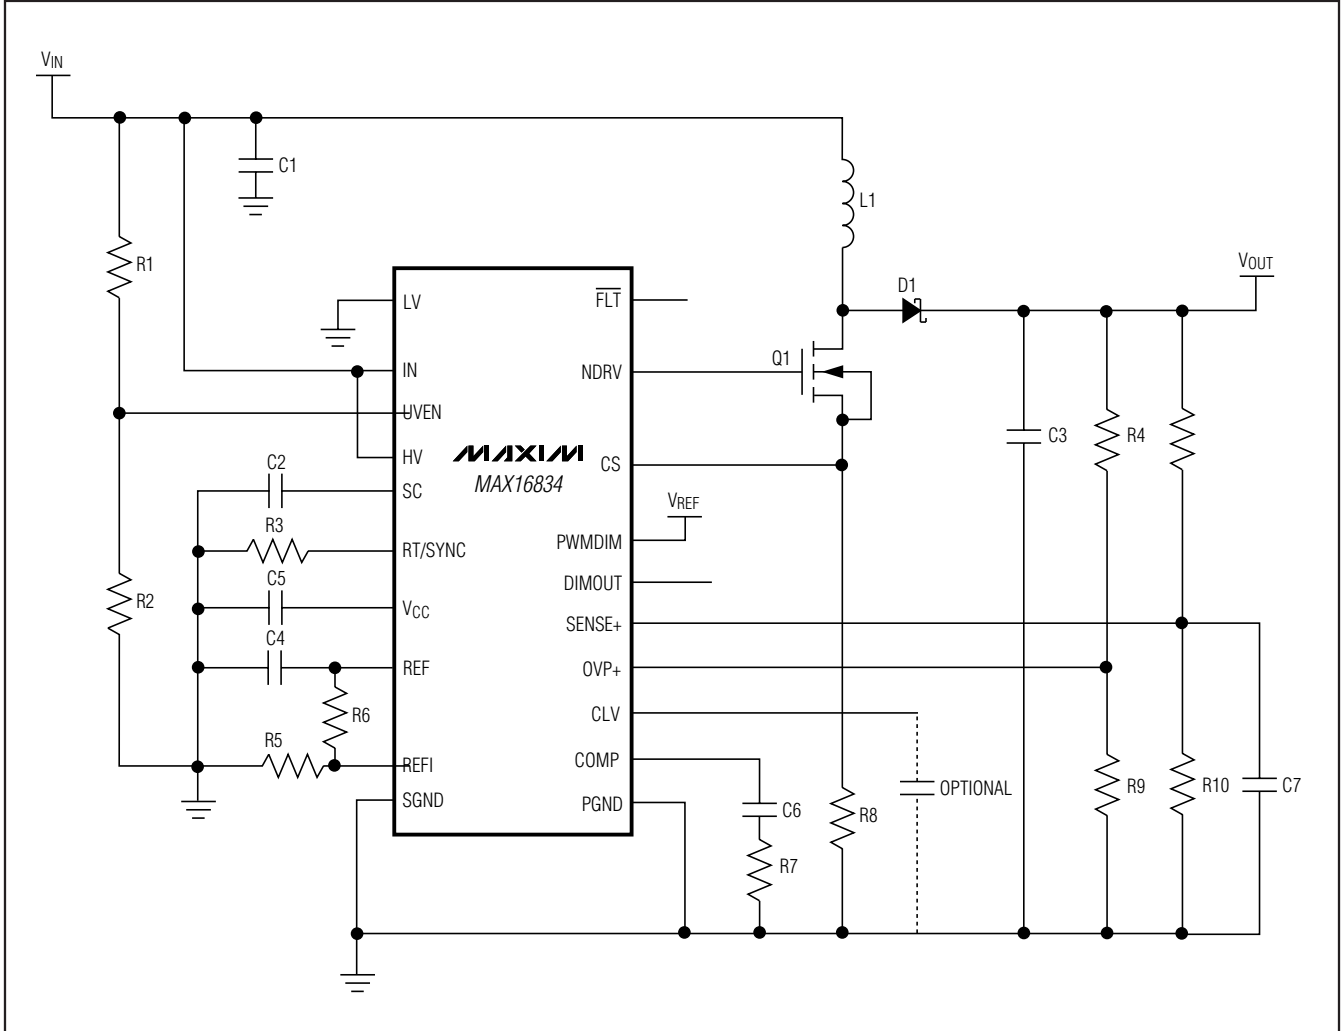 VIN
C1
L1
R1
D1
VOUT
LV
FLT
IN
NDRV
Q1
UVEN
HV
MAXIM
MAX16834
CS
C3
R4
C2
SC
VREF
R3
RT/SYNC
PWMDIM
C5
VCC
DIMOUT
R2
C4
SENSE+
REF
OVP+
R6
CLV
R5
REFI
COMP
OPTIONAL
SGND
PGND
C6
R8
R9
R10
C7
R7